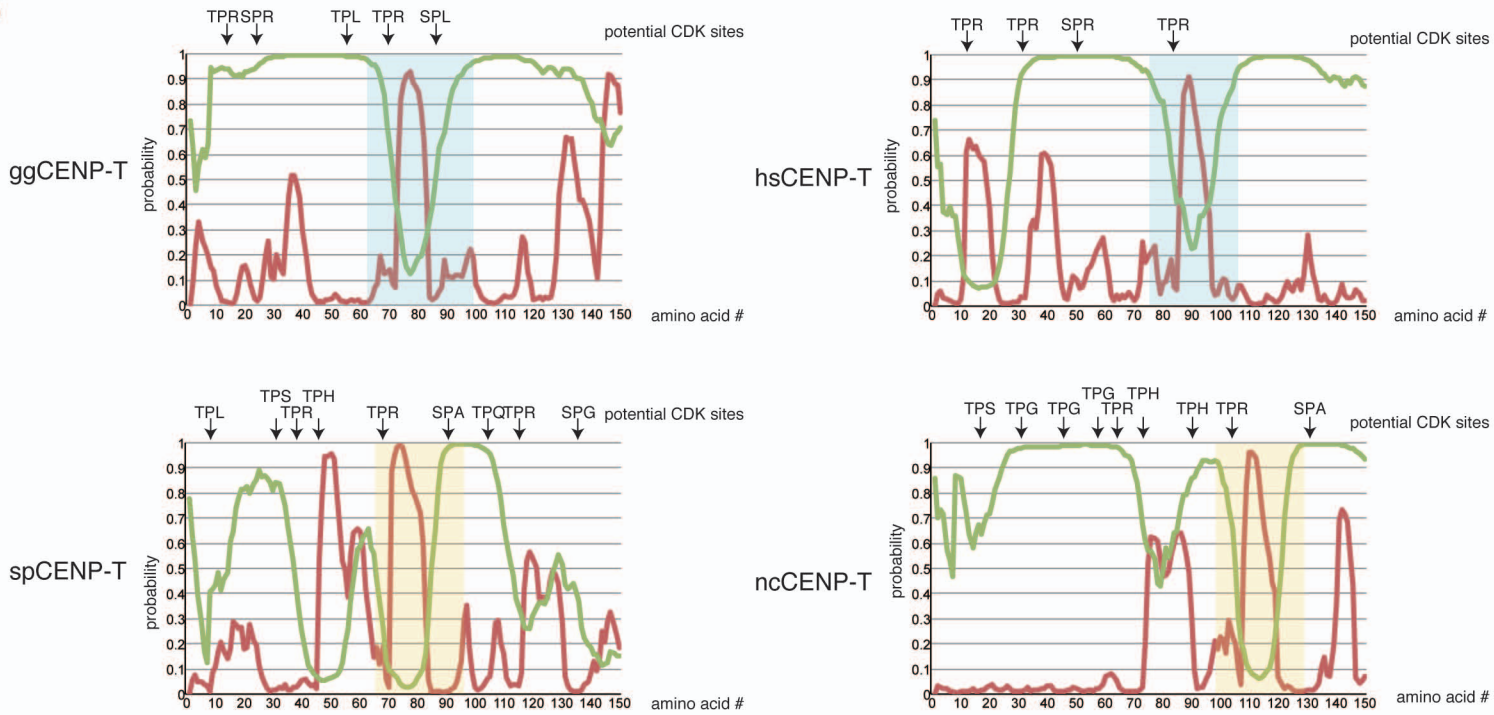 TPR SPR TPL TPR SPL
potential CDK sites
ggCENP-T
probability
1
0.9
0.8
0.7
0.6
0.5
0.4
0.3
0.2
0.1
0
0 10 20 30 40 50 60 70 80 90 100 110 120 130 140 150
amino acid #
TPR TPR SPR TPR
potential CDK sites
hsCENP-T
probability
1
0.9
0.8
0.7
0.6
0.5
0.4
0.3
0.2
0.1
0
0 10 20 30 40 50 60 70 80 90 100 110 120 130 140 150
amino acid #
TPS TPH
TPL TPR TPR SPA TPQ TPR SPG
potential CDK sites
spCENP-T
probability
1
0.9
0.8
0.7
0.6
0.5
0.4
0.3
0.2
0.1
0
0 10 20 30 40 50 60 70 80 90 100 110 120 130 140 150
amino acid #
TPG TPH
TPS TPG TPG TPR TPH TPR SPA
potential CDK sites
ncCENP-T
probability
1
0.9
0.8
0.7
0.6
0.5
0.4
0.3
0.2
0.1
0
0 10 20 30 40 50 60 70 80 90 100 110 120 130 140 150
amino acid #